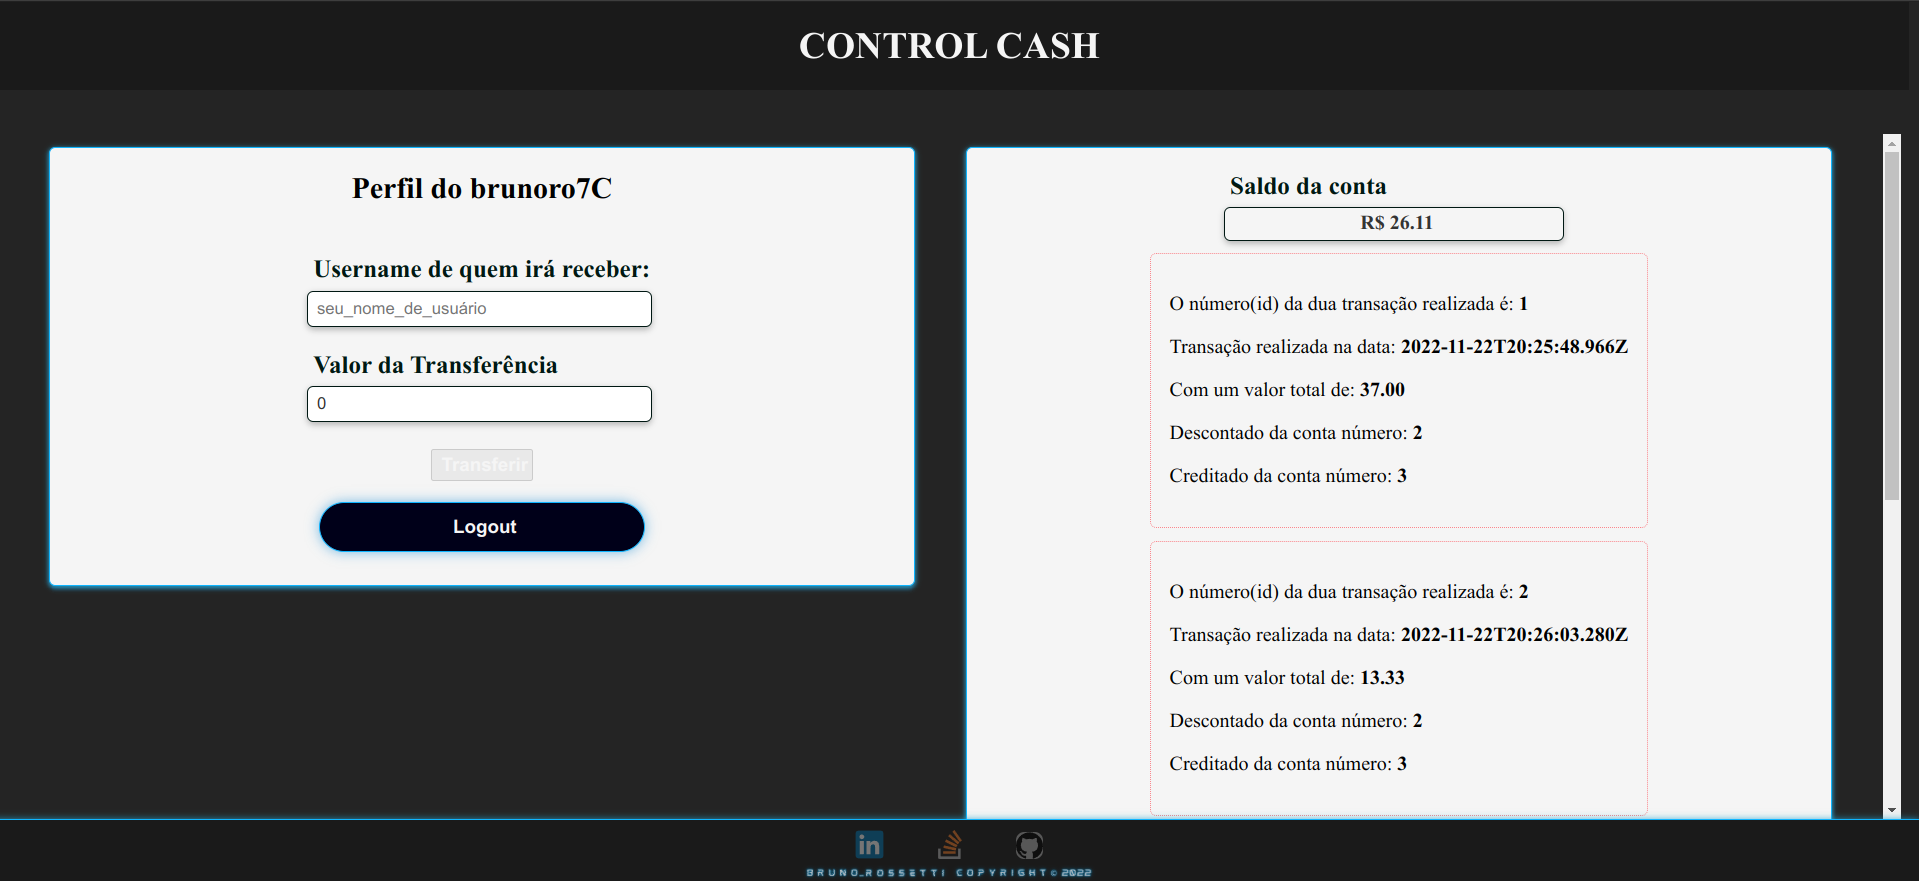 CONTROL CASH
Perfil do brunoro7C
Username de quem irá receber:
seu_nome_de_usuário
Valor da Transferência
0
Transferir
Logout
Saldo da conta
R$ 26.11
O número(id) da dua transação realizada é: 1
Transação realizada na data: 2022-11-22T20:25:48.966Z
Com um valor total de: 37.00
Descontado da conta número: 2
Creditado da conta número: 3
O número(id) da dua transação realizada é: 2
Transação realizada na data: 2022-11-22T20:26:03.280Z
Com um valor total de: 13.33
Descontado da conta número: 2
Creditado da conta número: 3
in
BRUNO_ROSSETTI COPYRIGHT© 2022